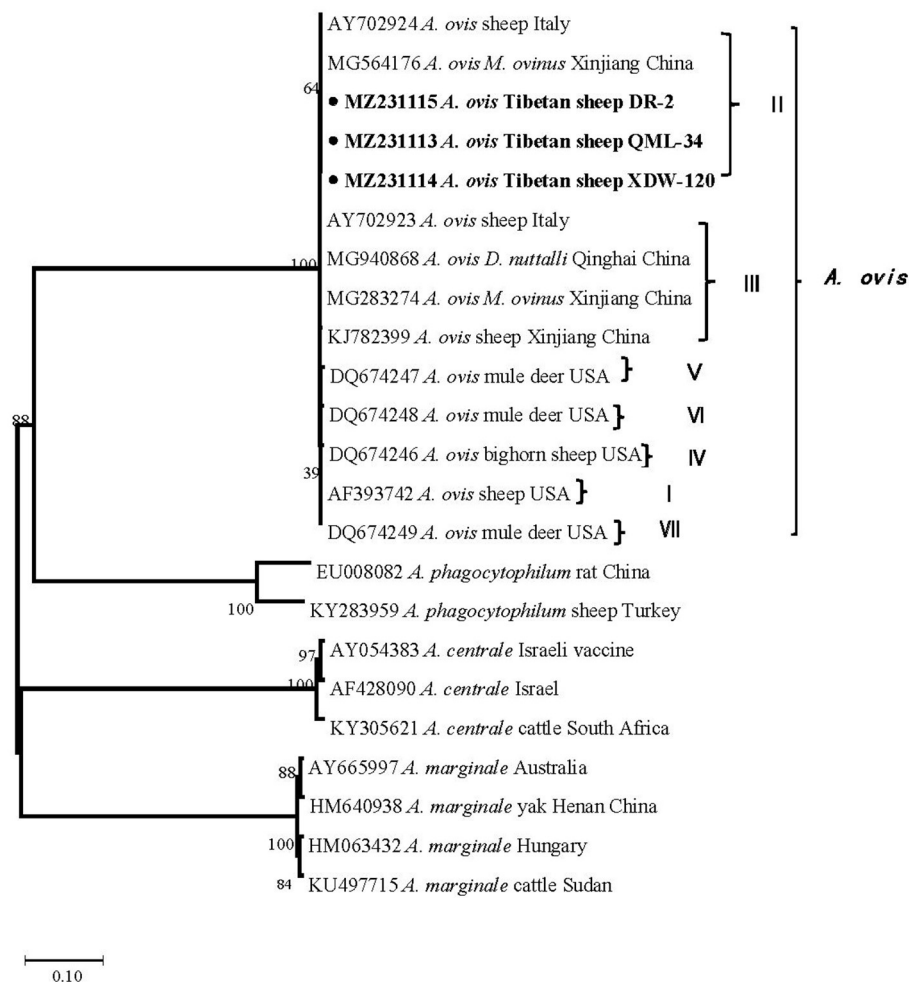 AY702924 A. ovis sheep Italy
MG564176 A. ovis M. ovinus Xinjiang China
64
MZ231115 A. ovis Tibetan sheep DR-2
II
MZ231113 A. ovis Tibetan sheep QML-34
MZ231114 A. ovis Tibetan sheep XDW-120
AY702923 A. ovis sheep Italy
100
MG940868 A. ovis D. nuttalli Qinghai China
A. ovis
MG283274 A. ovis M. ovinus Xinjiang China
III
KJ782399 A. ovis sheep Xinjiang China
DQ674247 A. ovis mule deer USA
V
88
DQ674248 A. ovis mule deer USA
VI
DQ674246 A. ovis bighorn sheep USA
IV
39
AF393742 A. ovis sheep USA
I
DQ674249 A. ovis mule deer USA
VII
EU008082 A. phagocytophilum rat China
100
KY283959 A. phagocytophilum sheep Turkey
97
AY054383 A. centrale Israeli vaccine
100
AF428090 A. centrale Israel
KY305621 A. centrale cattle South Africa
88
AY665997 A. marginale Australia
HM640938 A. marginale yak Henan China
100
HM063432 A. marginale Hungary
84
KU497715 A. marginale cattle Sudan
0.10